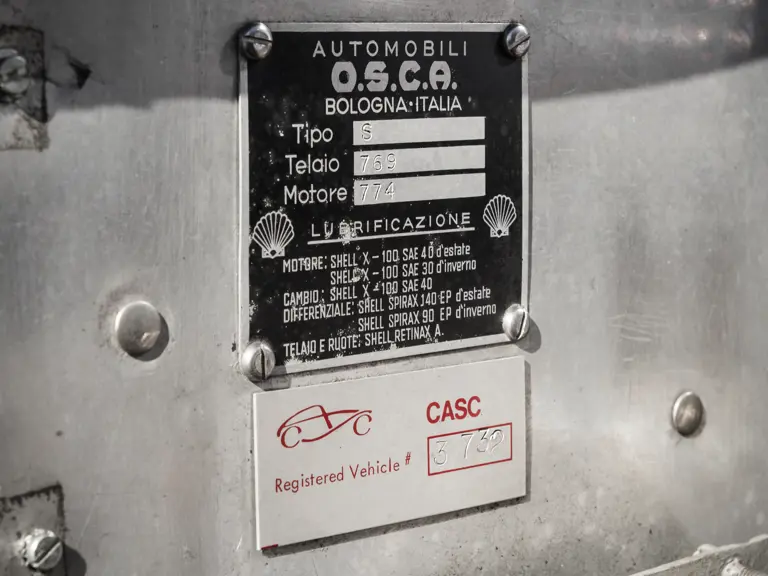 AUTOMOBILI
O.S.C.A.
BOLOGNA·ITALIA
Tipo S
Telaio 769
Motore 774
LUBRIFICAZIONE
MOTORE: SHELL X-100 SAE 40 d'estate
SHELL X-100 SAE 30 d'inverno
CAMBIO: SHELL X-100 SAE 40
DIFFERENZIALE: SHELL SPIRAX 140 EP d'estate
SHELL SPIRAX 90 EP d'inverno
TELAIO E RUOTE: SHELL RETINAX A.
CASC
Registered Vehicle # 3 732